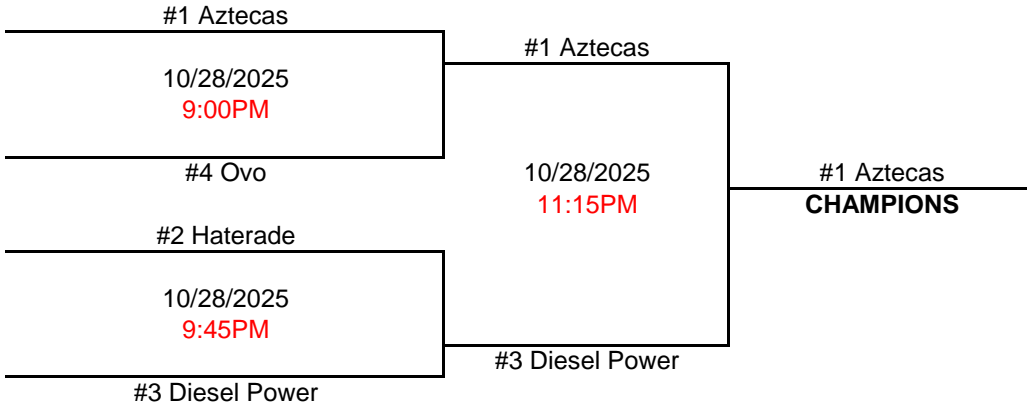 #1 Aztecas
#1 Aztecas
10/28/2025
9:00PM
#4 Ovo
10/28/2025
11:15PM
#1 Aztecas
CHAMPIONS
#2 Haterade
10/28/2025
9:45PM
#3 Diesel Power
#3 Diesel Power